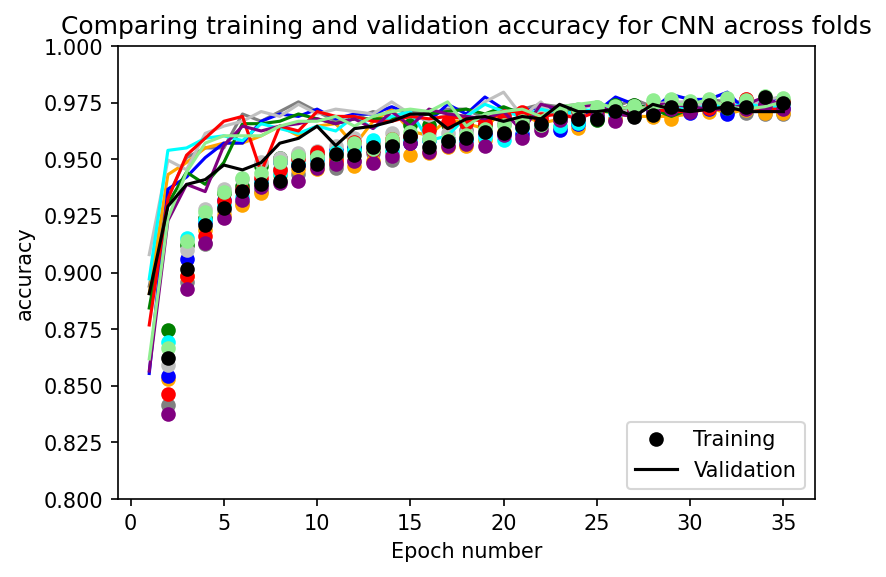 Comparing training and validation accuracy for CNN across folds
1.000
0.975
0.950
0.925
0.900
0.875
0.850
0.825
0.800
accuracy
Training
Validation
0 5 10 15 20 25 30 35
Epoch number